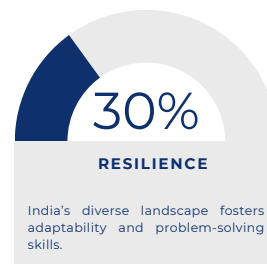 30%
RESILIENCE
India's diverse landscape fosters
adaptability and problem-solving
skills.